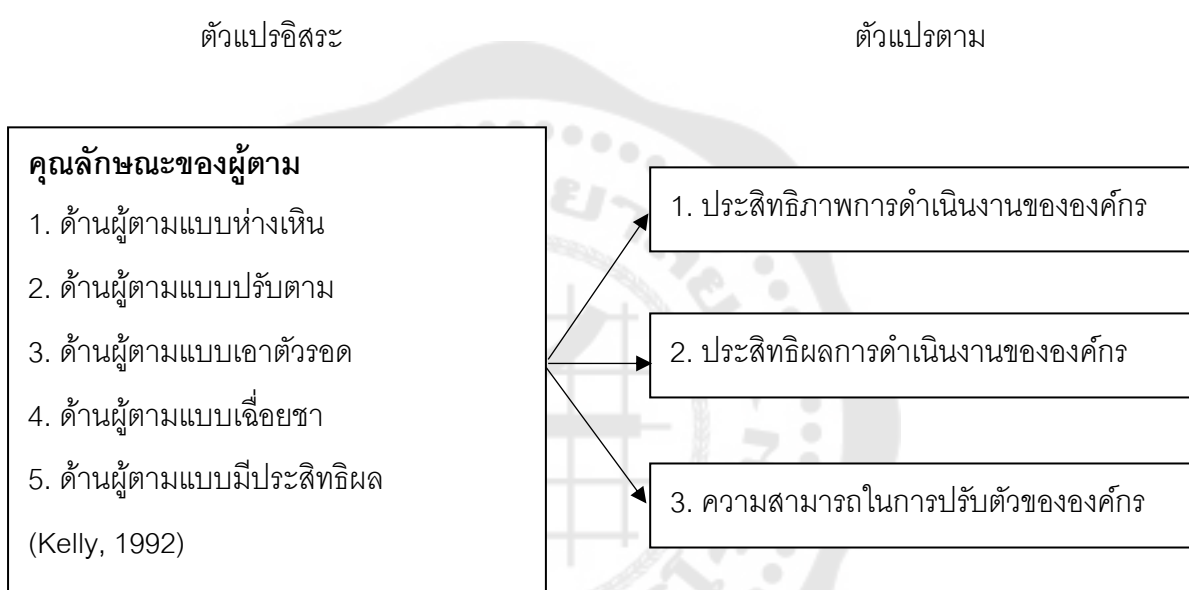 ตัวแปรอิสระ
ตัวแปรตาม
คุณลักษณะของผู้ตาม
1. ด้านผู้ตามแบบห่างเหิน
2. ด้านผู้ตามแบบปรับตาม
3. ด้านผู้ตามแบบเอาตัวรอด
4. ด้านผู้ตามแบบเฉื่อยชา
5. ด้านผู้ตามแบบมีประสิทธิผล
(Kelly, 1992)
1. ประสิทธิภาพการดำเนินงานขององค์กร
2. ประสิทธิผลการดำเนินงานขององค์กร
3. ความสามารถในการปรับตัวขององค์กร